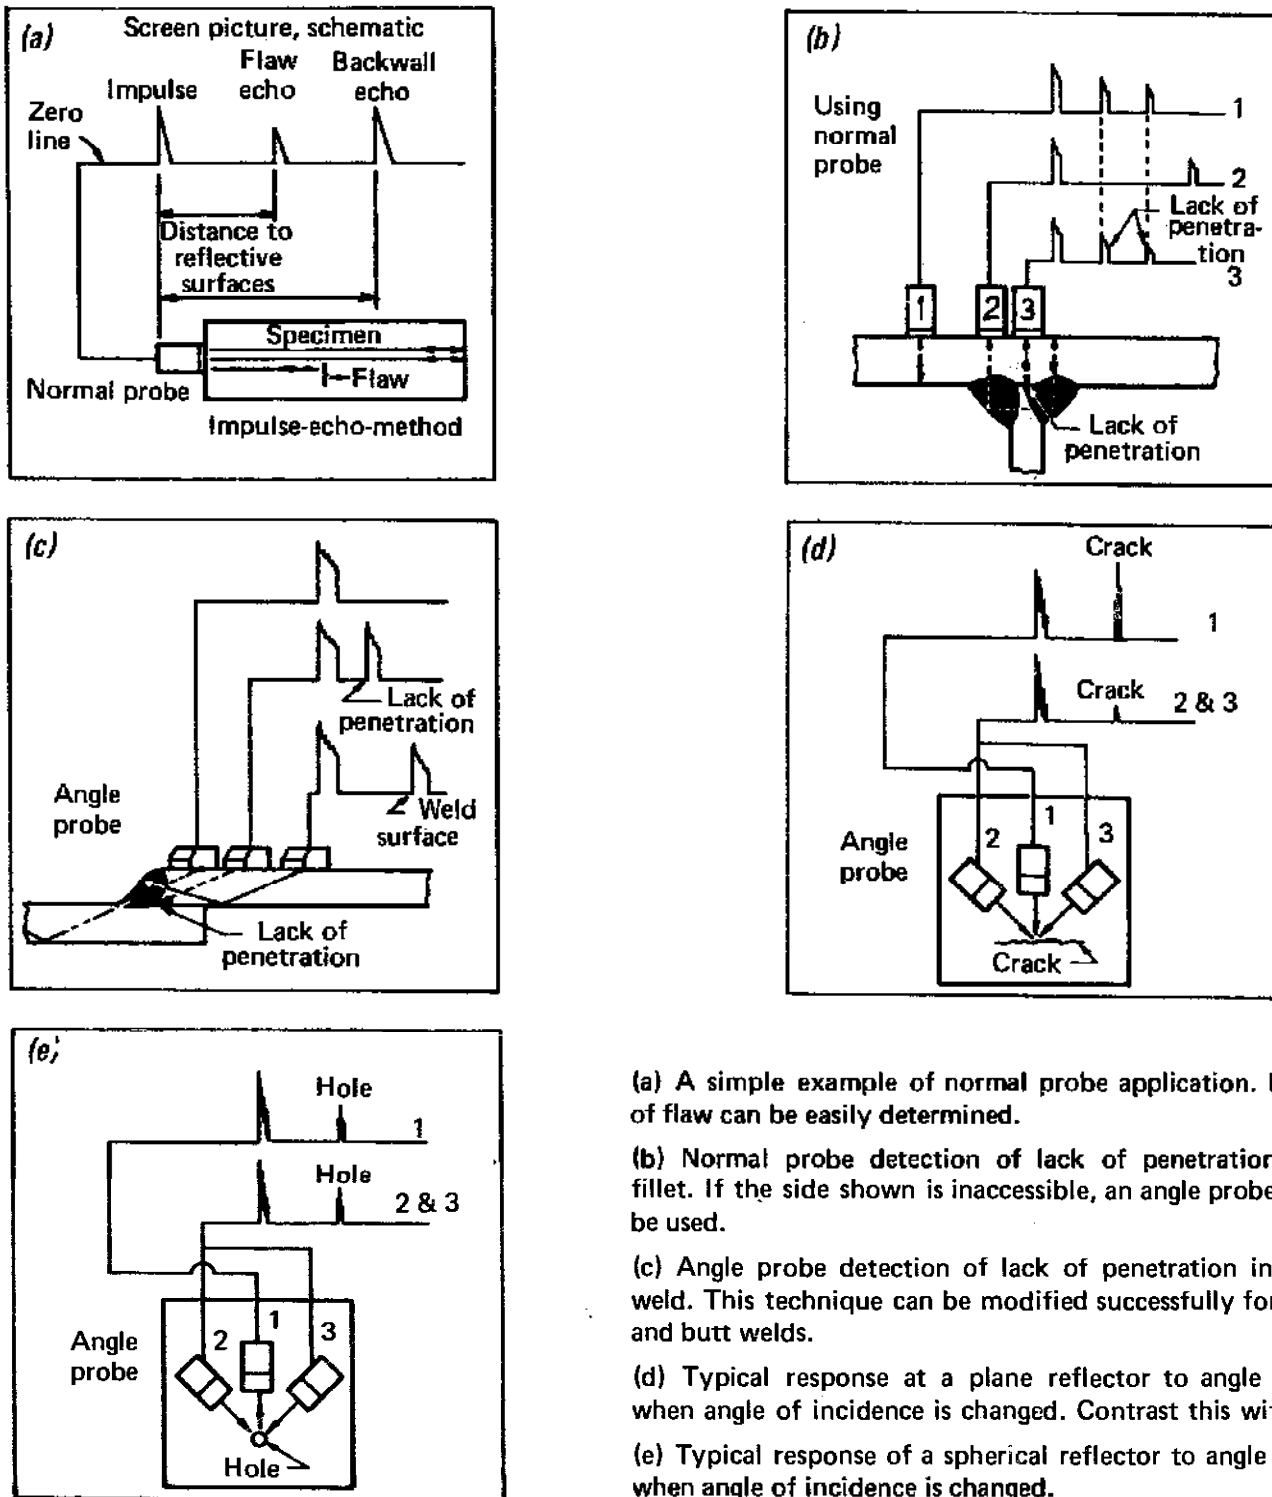 (a)
Screen picture, schematic
Impulse
Flaw
echo
Backwall
echo
Zero
line
Distance to
reflective
surfaces
Specimen
Flaw
Normal probe
Impulse-echo-method
(b)
Using
normal
probe
1
2
Lack of
penetra-
tion
3
1 2 3
Lack of
penetration
(c)
Lack of
penetration
Weld
surface
Angle
probe
Lack of
penetration
(d)
Crack
1
Crack
2 & 3
Angle
probe
2
1
3
Crack
(e)
Hole
1
Hole
2 & 3
Angle
probe
2
1
3
Hole
(a) A simple example of normal probe application.
of flaw can be easily determined.
(b) Normal probe detection of lack of penetration
fillet. If the side shown is inaccessible, an angle probe
be used.
(c) Angle probe detection of lack of penetration in
weld. This technique can be modified successfully for
and butt welds.
(d) Typical response at a plane reflector to angle
when angle of incidence is changed. Contrast this wi
(e) Typical response of a spherical reflector to angle
when angle of incidence is changed.